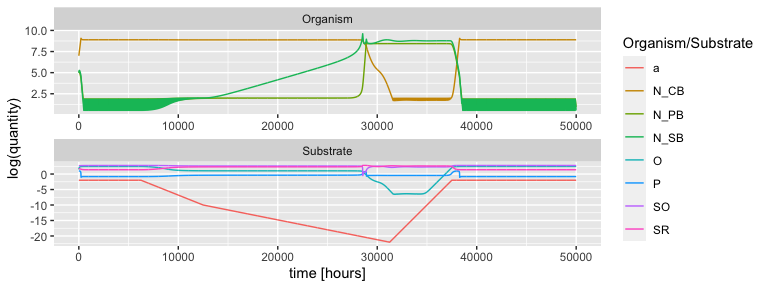 Organism
10.0
7.5
5.0
2.5
0 10000 20000 30000 40000 50000
Substrate
0
-5
-10
-15
-20
0 10000 20000 30000 40000 50000
time [hours]
log(quantity)
Organism/Substrate
a
N_CB
N_PB
N_SB
O
P
SO
SR